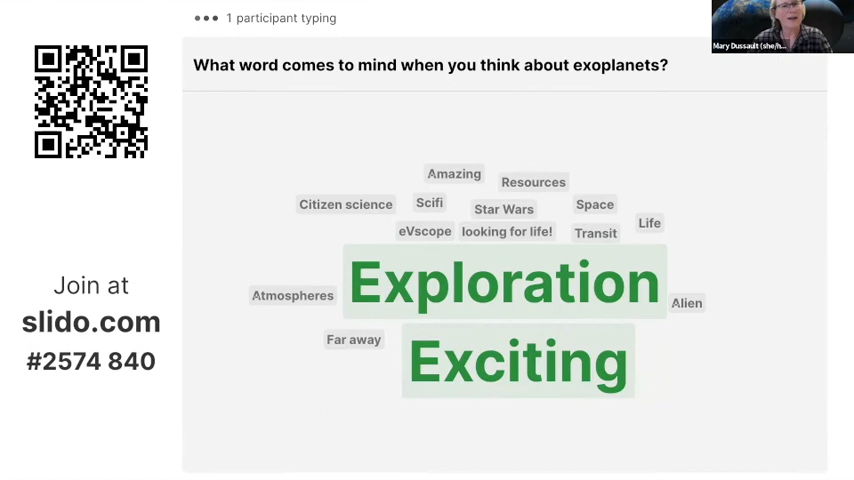 1 participant typing
Mary Dussault (she/h...
What word comes to mind when you think about exoplanets?
Amazing
Resources
Citizen science
Scifi
Star Wars
Space
Life
eVscope
looking for life!
Transit
Exploration
Atmospheres
Alien
Far away
Exciting
Join at
slido.com
#2574 840